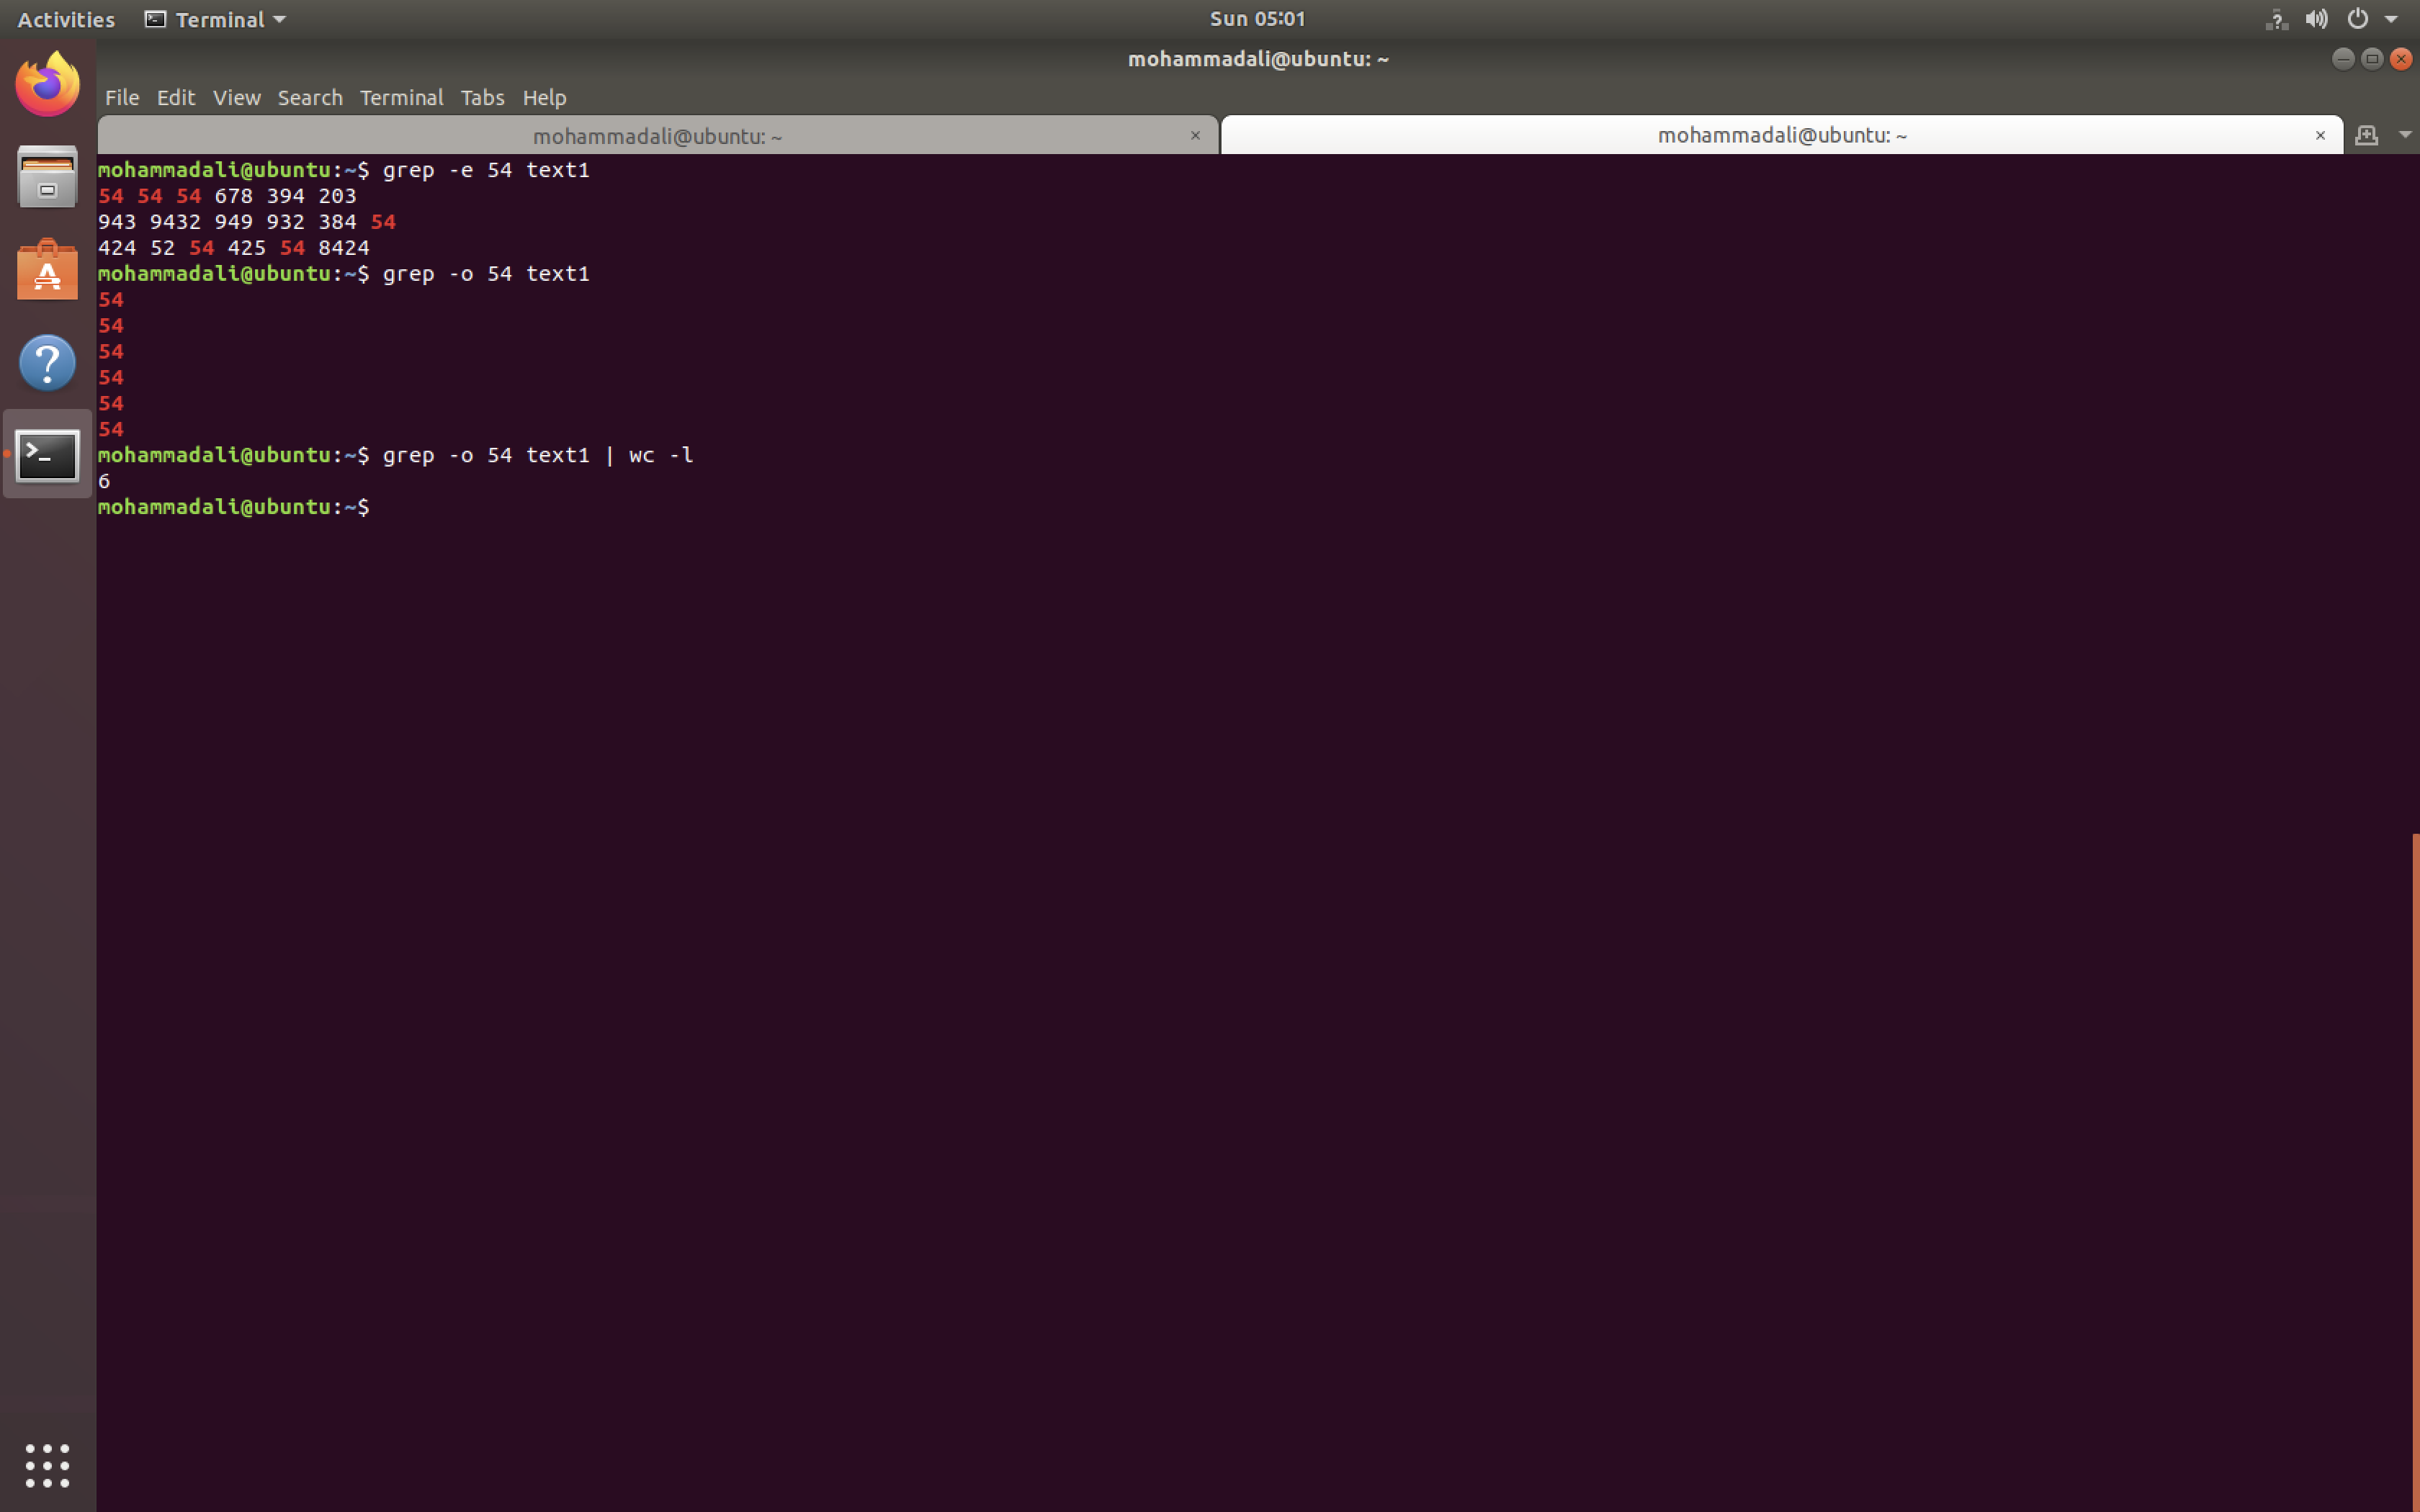 Activities Terminal Sun 05:01
mohammadali@ubuntu: ~
File Edit View Search Terminal Tabs Help
mohammadali@ubuntu: ~ × mohammadali@ubuntu: ~ ×
mohammadali@ubuntu:~$ grep -e 54 text1
54 54 54 678 394 203
943 9432 949 932 384 54
424 52 54 425 54 8424
mohammadali@ubuntu:~$ grep -o 54 text1
54
54
54
54
54
54
mohammadali@ubuntu:~$ grep -o 54 text1 | wc -l
6
mohammadali@ubuntu:~$